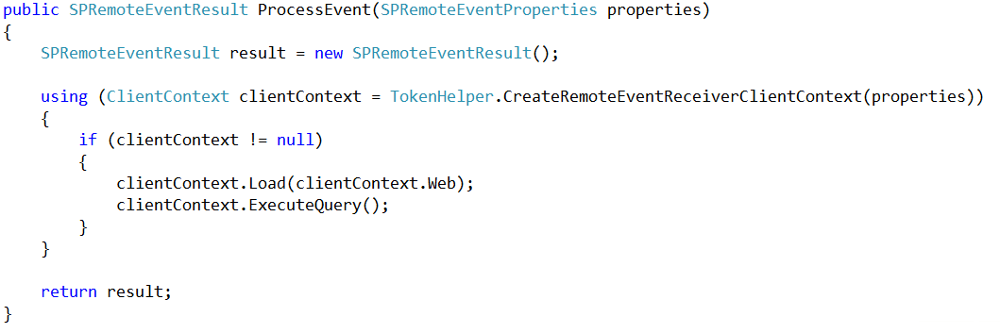 public SPRemoteEventResult ProcessEvent(SPRemoteEventProperties properties)
{
    SPRemoteEventResult result = new SPRemoteEventResult();

    using (ClientContext clientContext = TokenHelper.CreateRemoteEventReceiverClientContext(properties))
    {
        if (clientContext != null)
        {
            clientContext.Load(clientContext.Web);
            clientContext.ExecuteQuery();
        }
    }

    return result;
}